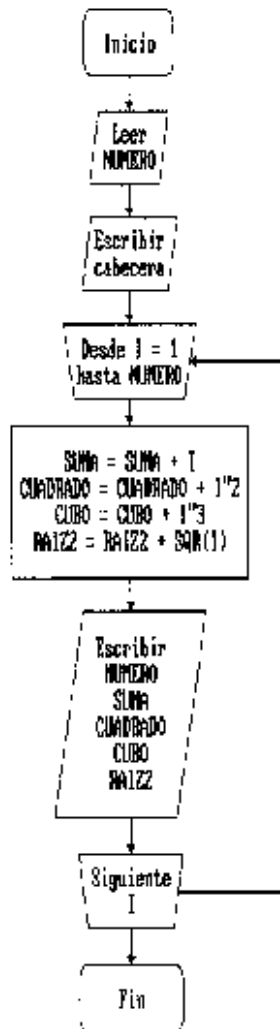 Inicio
Leer
NUMERO
Escribir
cabecera
Desde I = 1
hasta NUMERO
SUMA = SUMA + I
CUADRADO = CUADRADO + I^2
CUBO = CUBO + I^3
RAIZ2 = RAIZ2 + SQR(I)
Escribir
NUMERO
SUMA
CUADRADO
CUBO
RAIZ2
Siguiente
I
Fin